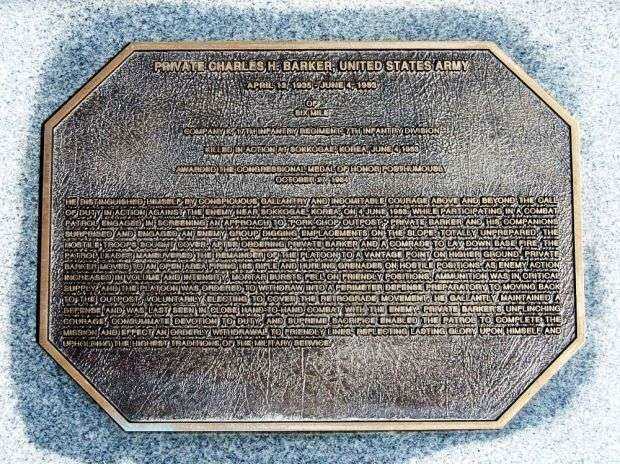 PRIVATE CHARLES H. BARKER, UNITED STATES ARMY
APRIL 12, 1935 - JUNE 4, 1953
OF
SIX MILE
COMPANY K, 17TH INFANTRY REGIMENT, 7TH INFANTRY DIVISION
KILLED IN ACTION AT SOKKOGAE, KOREA, JUNE 4, 1953
AWARDED THE CONGRESSIONAL MEDAL OF HONOR POSTHUMOUSLY
OCTOBER 27, 1954
HE DISTINGUISHED HIMSELF BY CONSPICUOUS GALLANTRY AND INDOMITABLE COURAGE ABOVE AND BEYOND THE CALL
OF DUTY IN ACTION AGAINST THE ENEMY NEAR SOKKOGAE, KOREA, ON 4 JUNE, 1953. WHILE PARTICIPATING IN A COMBAT
PATROL ENGAGED IN SCREENING AN APPROACH TO "PORK-CHOP OUTPOST", PRIVATE BARKER AND HIS COMPANIONS
SURPRISED AND ENGAGED AN ENEMY GROUP DIGGING EMPLACEMENTS ON THE SLOPE. TOTALLY UNPREPARED, THE
HOSTILE TROOPS SOUGHT COVER. AFTER ORDERING PRIVATE BARKER AND A COMRADE TO LAY DOWN BASE FIRE, THE
PATROL LEADER MANEUVERED THE REMAINDER OF THE PLATOON TO A VANTAGE POINT ON HIGHER GROUND. PRIVATE
BARKER MOVED TO AN OPEN AREA FIRING HIS RIFLE AND HURLING GRENADES ON HOSTILE POSITIONS. AS ENEMY ACTION
INCREASED IN VOLUME AND INTENSITY, MORTAR BURSTS FELL ON FRIENDLY POSITIONS, AMMUNITION WAS IN CRITICAL
SUPPLY, AND THE PLATOON WAS ORDERED TO WITHDRAW INTO A PERIMETER DEFENSE PREPARATORY TO MOVING BACK
TO THE OUTPOST. VOLUNTARILY ELECTING TO COVER THE RETROGRADE MOVEMENT, HE GALLANTLY MAINTAINED A
DEFENSE AND WAS LAST SEEN IN CLOSE HAND-TO-HAND COMBAT WITH THE ENEMY. PRIVATE BARKER'S UNFLINCHING
COURAGE, CONSUMMATE DEVOTION TO DUTY, AND SUPREME SACRIFICE ENABLED THE PATROL TO COMPLETE THE
MISSION AND EFFECT AN ORDERLY WITHDRAWAL TO FRIENDLY LINES, REFLECTING LASTING GLORY UPON HIMSELF AND
UPHOLDING THE HIGHEST TRADITIONS OF THE MILITARY SERVICE.